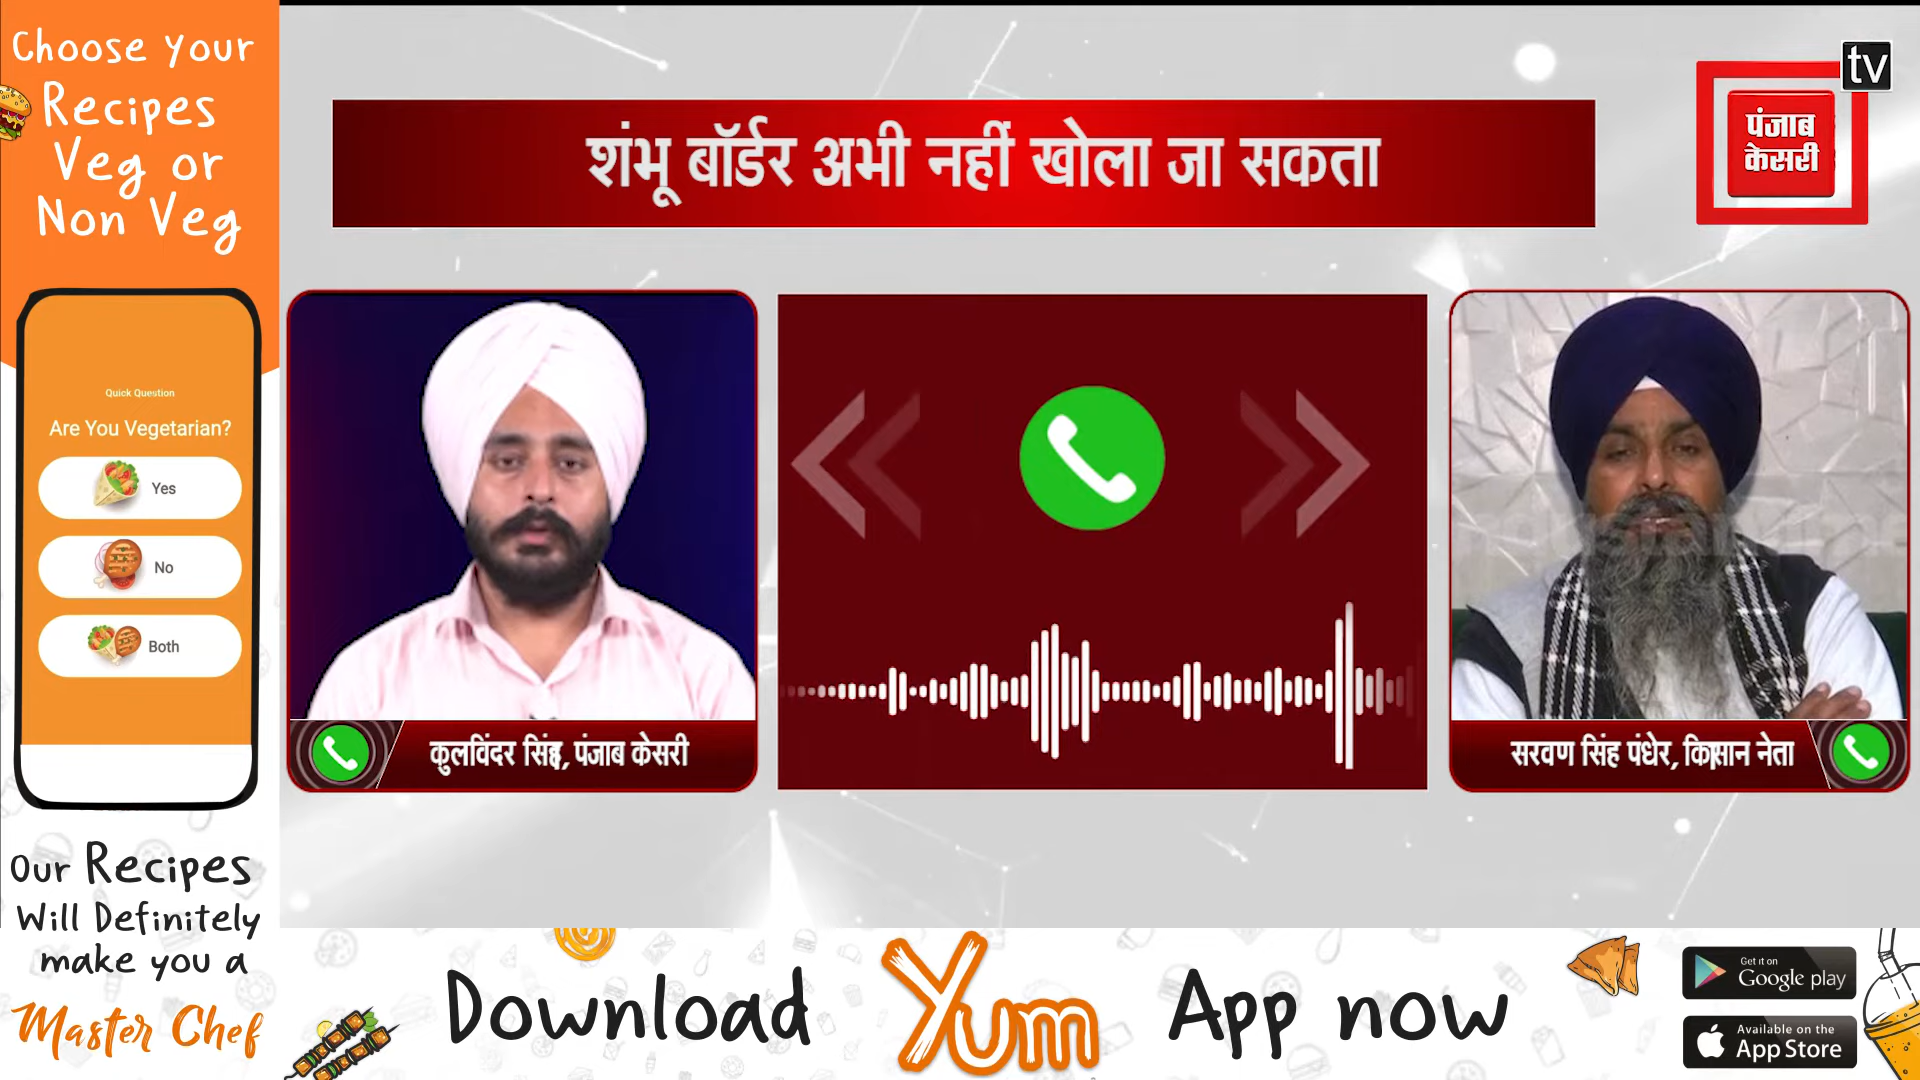 Choose Your
Recipes
Veg or
Non Veg
Quick Question
Are You Vegetarian?
Yes
No
Both
Our Recipes
Will Definitely
make you a
Master Chef
शंभू बॉर्डर अभी नहीं खोला जा सकता
tv
पंजाब
केसरी
कुलविंदर सिंह, पंजाब केसरी
सरवण सिंह पंधेर, किसान नेता
Download Yum App now
Get it on
Google play
Available on the
App Store